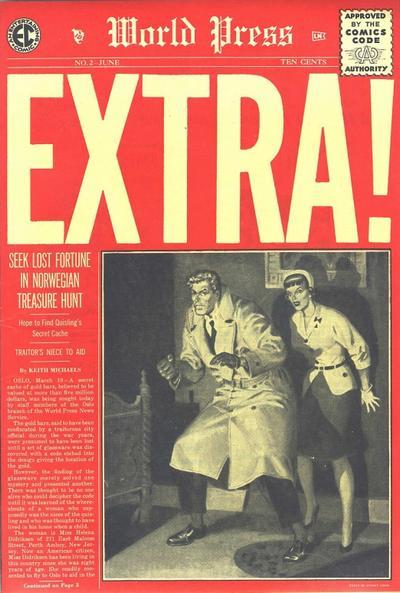 World Press
AN ENTERTAINING COMIC
EC
LM
APPROVED
BY THE
COMICS
CODE
CA
AUTHORITY
NO. 2–JUNE
TEN CENTS
EXTRA!
SEEK LOST FORTUNE
IN NORWEGIAN
TREASURE HUNT
Hope to Find Quisling's
Secret Cache
TRAITOR'S NIECE TO AID
By KEITH MICHAELS
OSLO, March 13—A secret
cache of gold bars, believed to be
valued at more than five million
dollars, was being sought today
by staff members of the Oslo
branch of the World Press News
Service.
The gold bars, said to have been
confiscated by a traitorous city
official during the war years,
were presumed to have been lost
until a set of glassware was dis-
covered with a code etched into
the design giving the location of
the gold.
However, the finding of the
glassware merely solved one
mystery and presented another.
There was thought to be no one
alive who could decipher the code
until it was learned of the where-
abouts of a woman who sup-
posedly was the niece of the quis-
ling and who was thought to have
lived in his home when a child.
The woman is Miss Helena
Didriksen of 271 East Malcom
Street, Perth Amboy, New Jer-
sey. Now an American citizen,
Miss Didriksen has been living in
this country since she was eight
years of age. She readily con-
sented to fly to Oslo to aid in the
Continued on Page 3